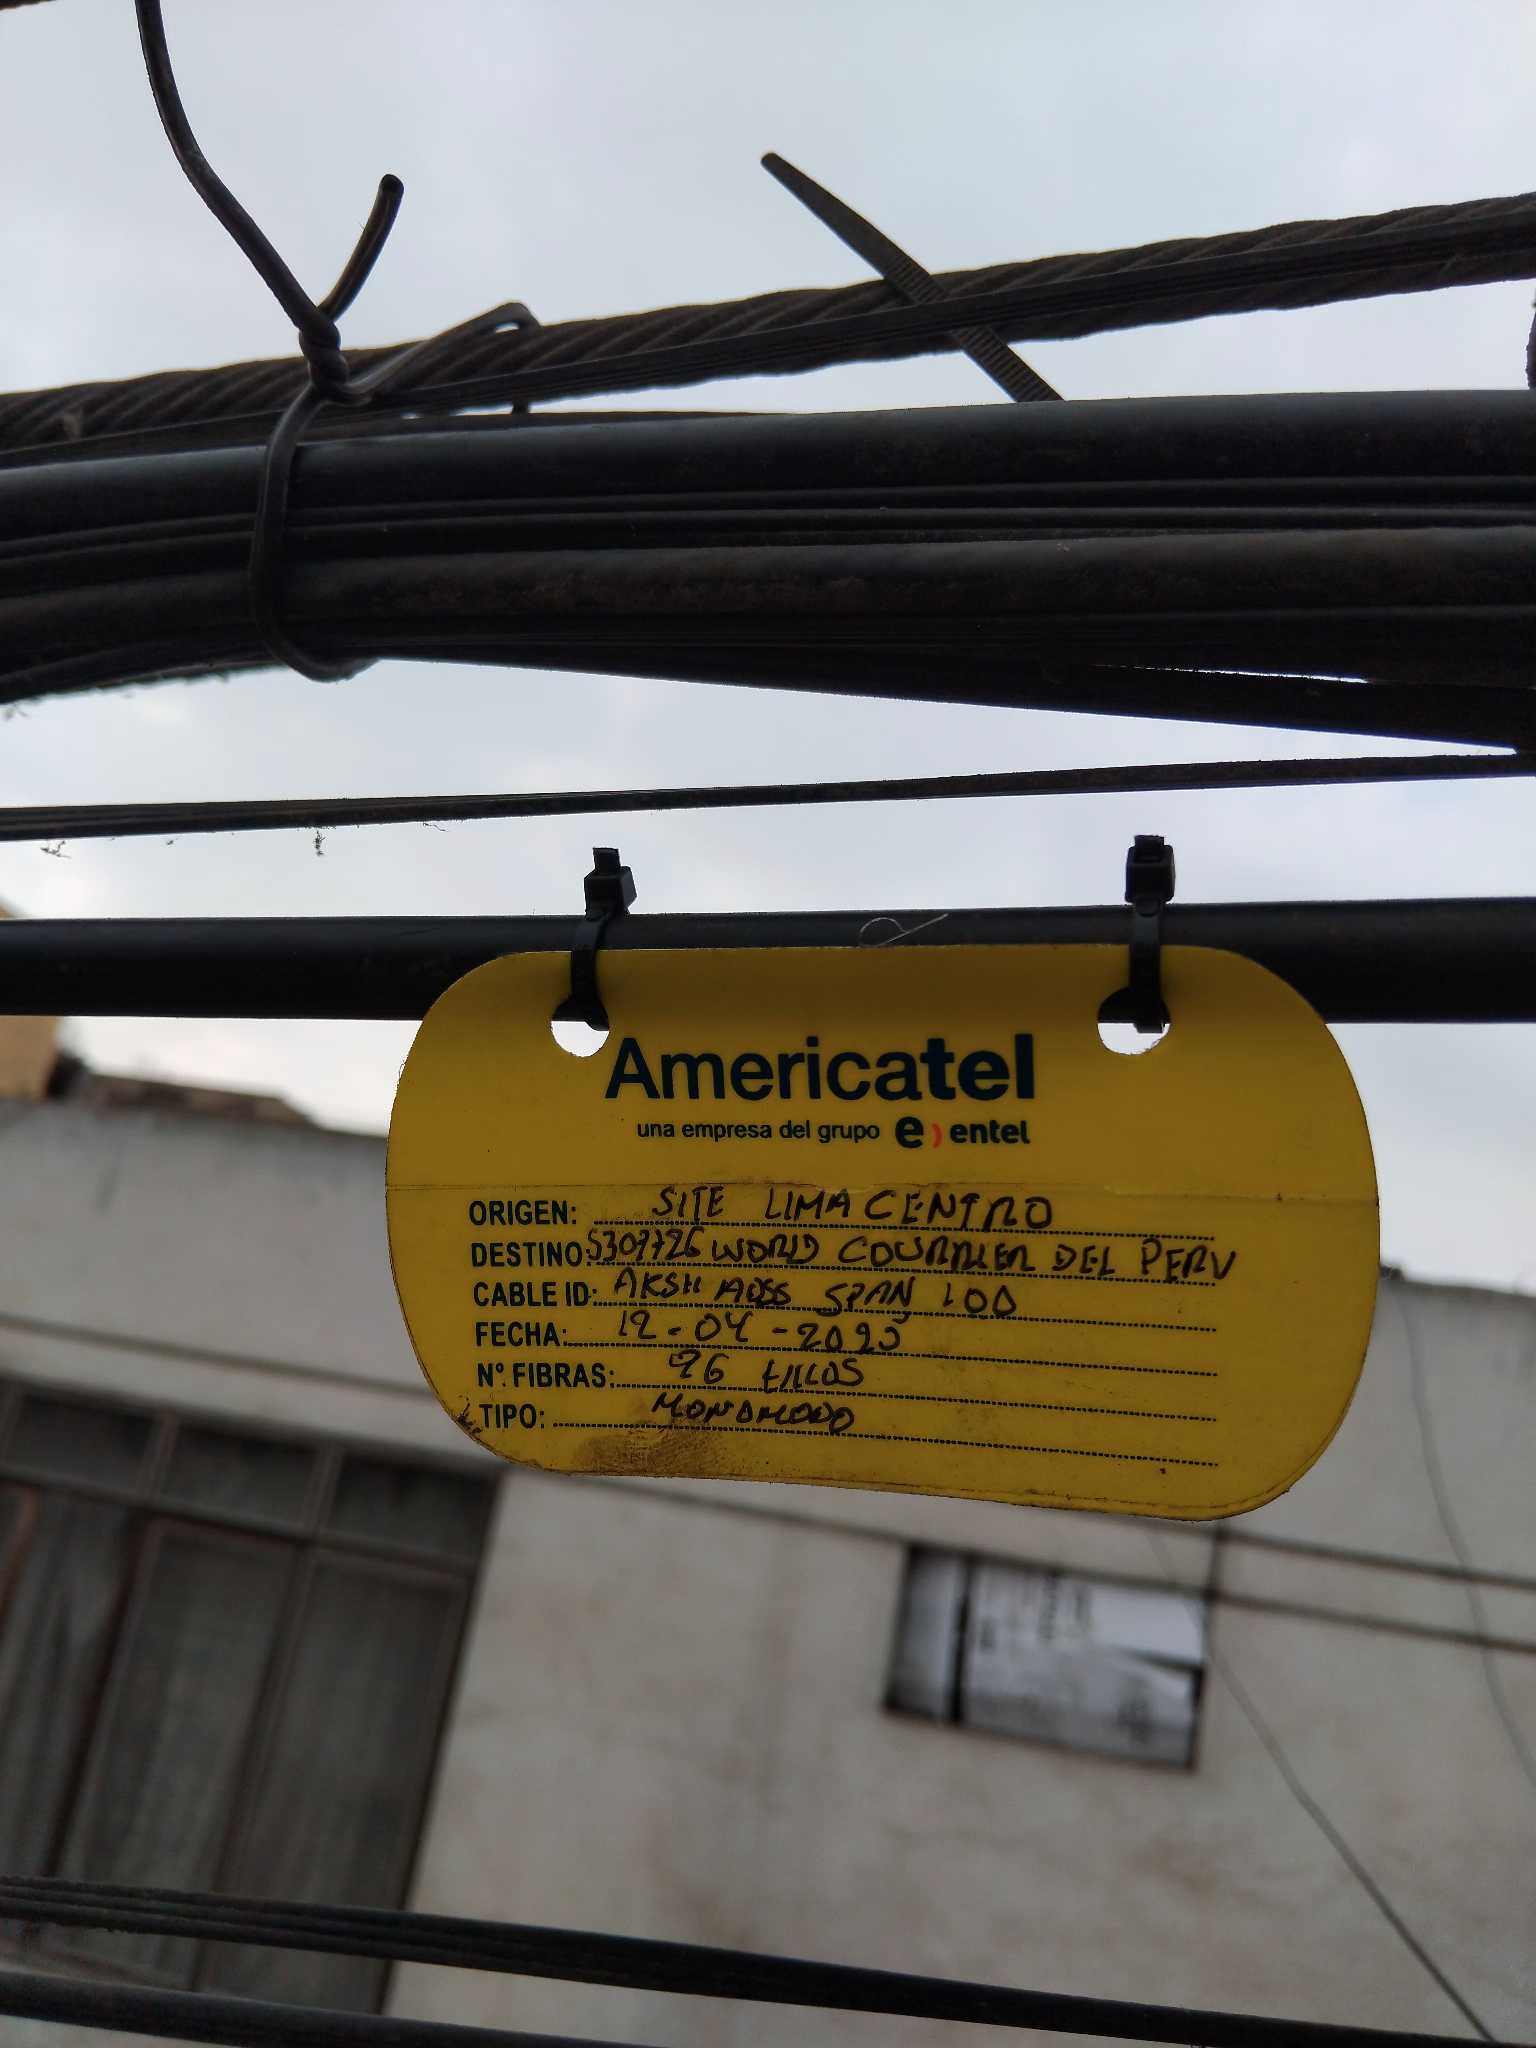 Americatel
una empresa del grupo e) entel
ORIGEN: SITE LIMA CENTRO
DESTINO: S309726 WORLD COURRIER DEL PERU
CABLE ID: AKSH ADSS SPAN 100
FECHA: 12-04-2023
Nº. FIBRAS: 96 HILOS
TIPO: MONOMODO